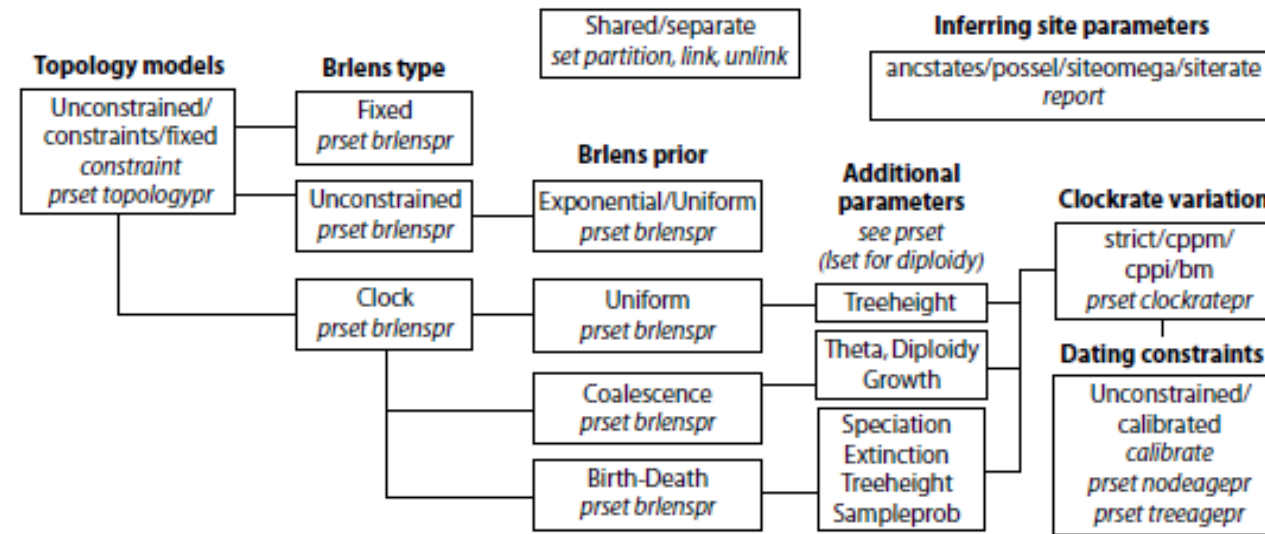 Shared/separate
set partition, link, unlink
Inferring site parameters
ancstates/possel/siteomega/siterate
report
Topology models
Unconstrained/
constraints/fixed
constraint
prset topologypr
Brlens type
Fixed
prset brlenspr
Unconstrained
prset brlenspr
Clock
prset brlenspr
Brlens prior
Exponential/Uniform
prset brlenspr
Uniform
prset brlenspr
Coalescence
prset brlenspr
Birth-Death
prset brlenspr
Additional
parameters
see prset
(lset for diploidy)
Treeheight
Theta, Diploidy
Growth
Speciation
Extinction
Treeheight
Sampleprob
Clockrate variation
strict/cppm/
cppi/bm
prset clockratepr
Dating constraints
Unconstrained/
calibrated
calibrate
prset nodeagepr
prset treeagepr